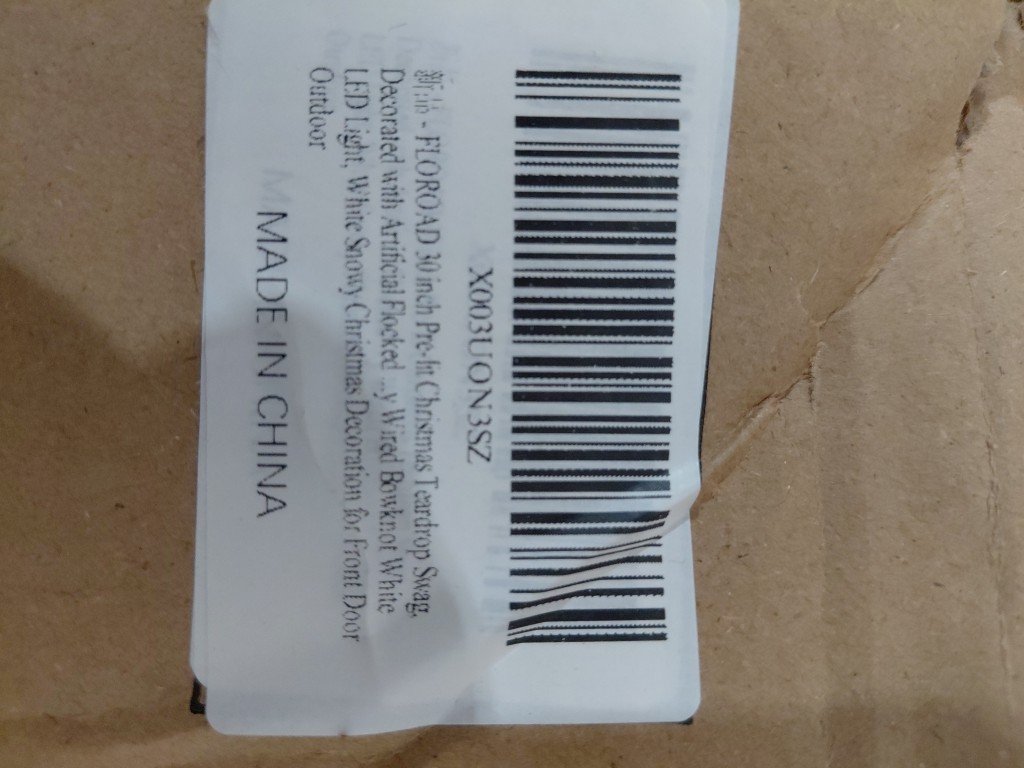 X003UON3SZ
新品 - FLOROAD 30 inch Pre-lit Christmas Teardrop Swag,
Decorated with Artificial Flocked ...y Wired Bowknot White
LED Light, White Snowy Christmas Decoration for Front Door
Outdoor
MADE IN CHINA